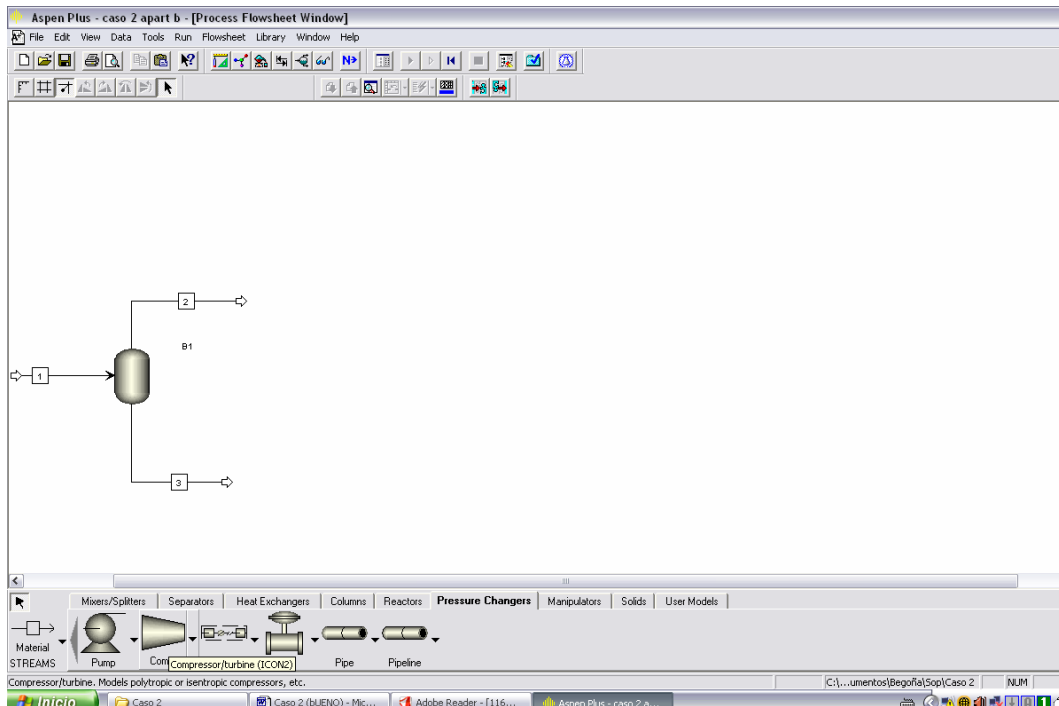 Aspen Plus - caso 2 apart b - [Process Flowsheet Window]
File Edit View Data Tools Run Flowsheet Library Window Help
N>
2
B1
1
3
Mixers/Splitters Separators Heat Exchangers Columns Reactors Pressure Changers Manipulators Solids User Models
Material
STREAMS Pump Pipe Pipeline
Compressor/turbine (ICON2)
Compressor/turbine. Models polytropic or isentropic compressors, etc. C:\...umentos\Begoña\Sop\Caso 2 NUM
Inicio Caso 2 Caso 2 (bUENO) - Mic... Adobe Reader - [116... Aspen Plus - caso 2 a...